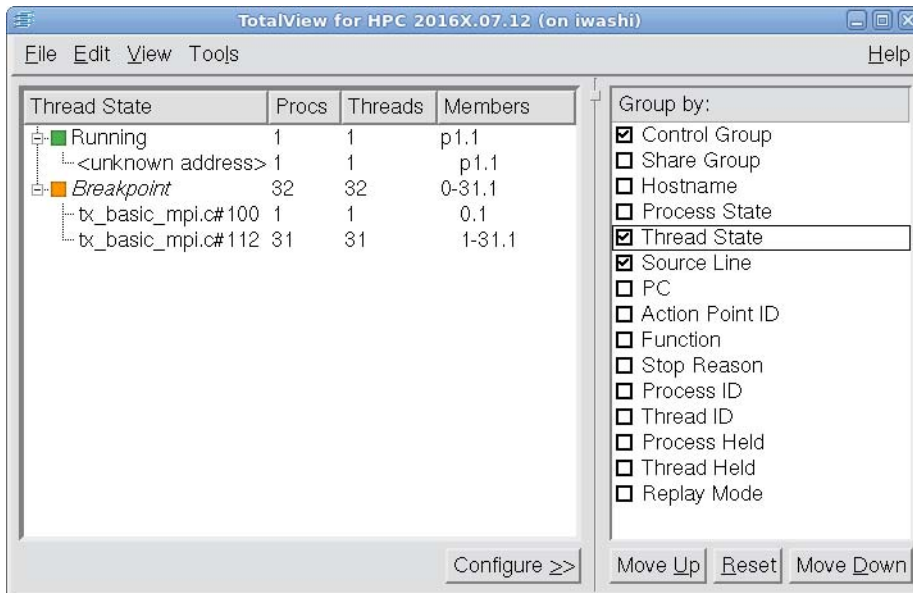 TotalView for HPC 2016X.07.12 (on iwashi)
File Edit View Tools Help
Thread State Procs Threads Members
Running 1 1 p1.1
<unknown address> 1 1 p1.1
Breakpoint 32 32 0-31.1
tx_basic_mpi.c#100 1 1 0.1
tx_basic_mpi.c#112 31 31 1-31.1
Configure >>
Group by:
Control Group
Share Group
Hostname
Process State
Thread State
Source Line
PC
Action Point ID
Function
Stop Reason
Process ID
Thread ID
Process Held
Thread Held
Replay Mode
Move Up Reset Move Down